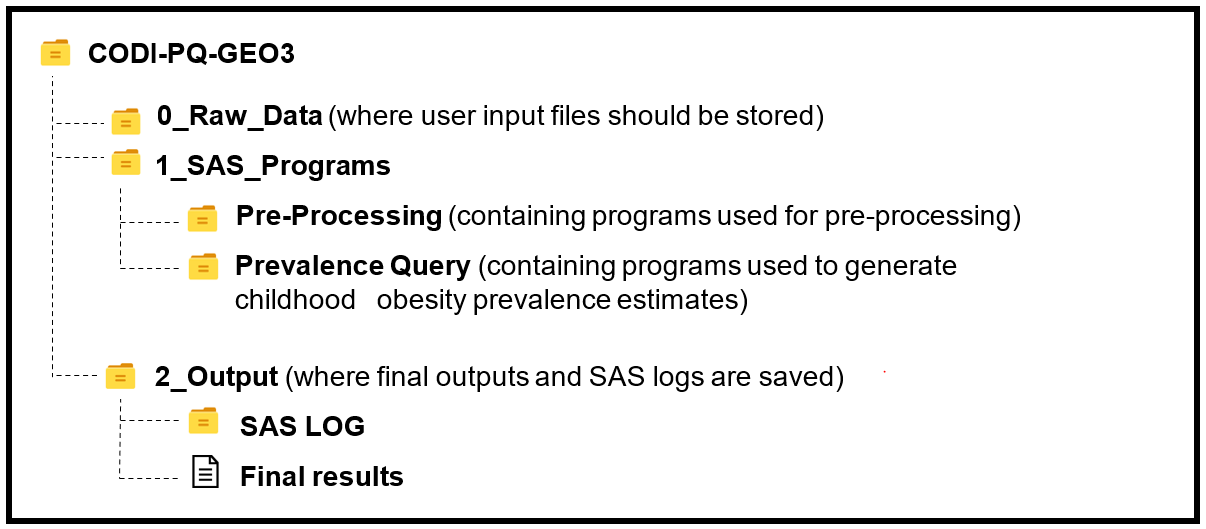 CODI-PQ-GEO3
0_Raw_Data (where user input files should be stored)
1_SAS_Programs
Pre-Processing (containing programs used for pre-processing)
Prevalence Query (containing programs used to generate
childhood obesity prevalence estimates)
2_Output (where final outputs and SAS logs are saved)
SAS LOG
Final results